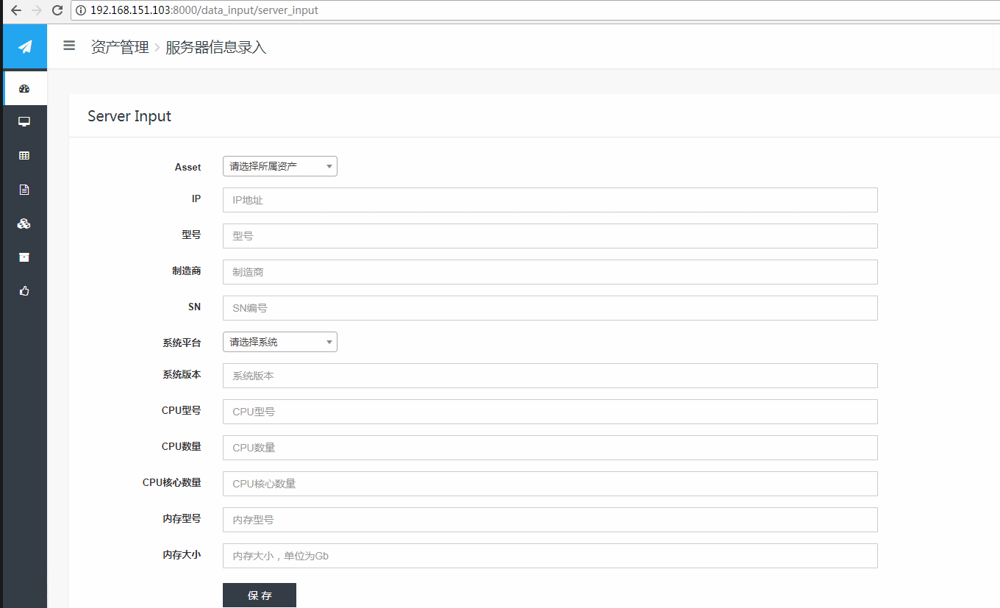 192.168.151.103:8000/data_input/server_input
资产管理 > 服务器信息录入
Server Input
Asset 请选择所属资产
IP IP地址
型号 型号
制造商 制造商
SN SN编号
系统平台 请选择系统
系统版本 系统版本
CPU型号 CPU型号
CPU数量 CPU数量
CPU核心数量 CPU核心数量
内存型号 内存型号
内存大小 内存大小，单位为Gb
保 存